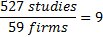 527 studies
59 firms
= 9